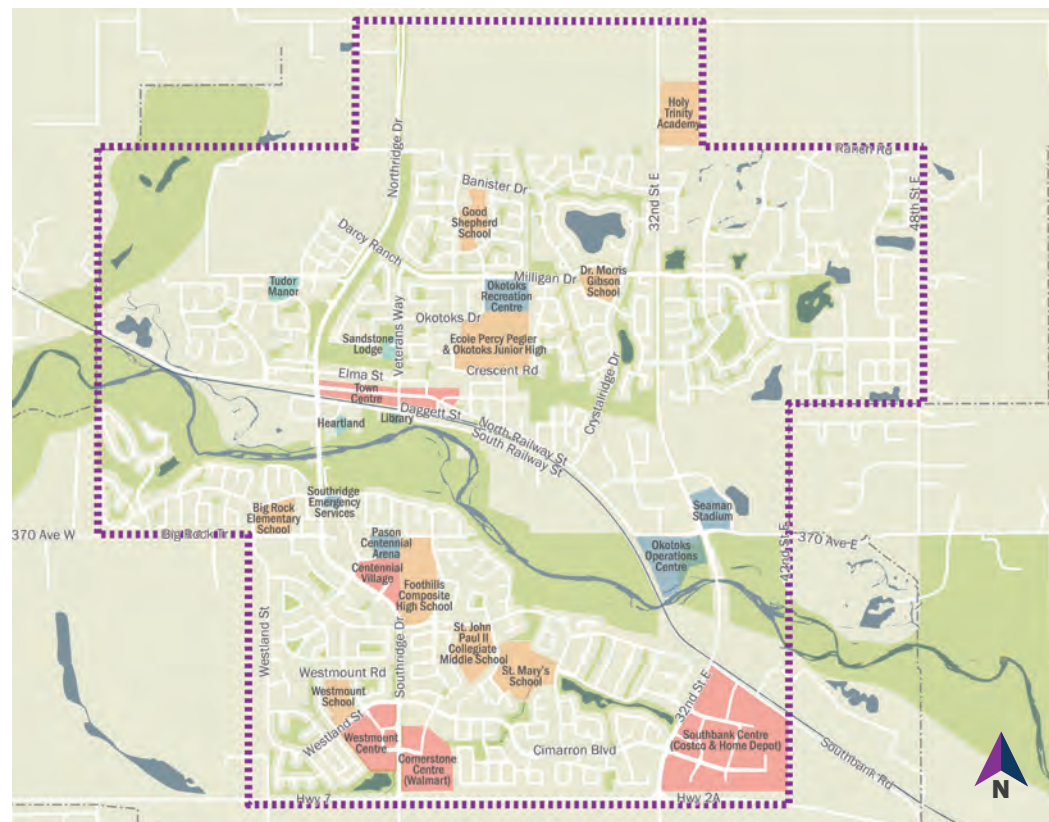 Holy
Trinity
Academy
Ranch Rd
Northridge Dr
32nd St E
48th St E
Banister Dr
Good
Shepherd
School
Darcy Ranch
Milligan Dr
Dr. Morris
Gibson
School
Tudor
Manor
Okotoks
Recreation
Centre
Okotoks Dr
Veterans Way
Sandstone
Lodge
Ecole Percy Pegler
& Okotoks Junior High
Crescent Rd
Crystalridge Dr
Elma St
Town
Centre
Daggett St
Library
Heartland
North Railway St
South Railway St
Southridge
Emergency
Services
Big Rock
Elementary
School
Seaman
Stadium
370 Ave W
Big Rock Tr
Pason
Centennial
Arena
Okotoks
Operations
Centre
42nd St E
370 Ave E
Centennial
Village
Foothills
Composite
High School
Westland St
Southridge Dr
St. John
Paul II
Collegiate
Middle School
St. Mary's
School
Westmount Rd
Westmount
School
Westland St
Westmount
Centre
Cornerstone
Centre
(Walmart)
Cimarron Blvd
32nd St E
Southbank Centre
(Costco & Home Depot)
Southbank Rd
Hwy 7
Hwy 2A
N